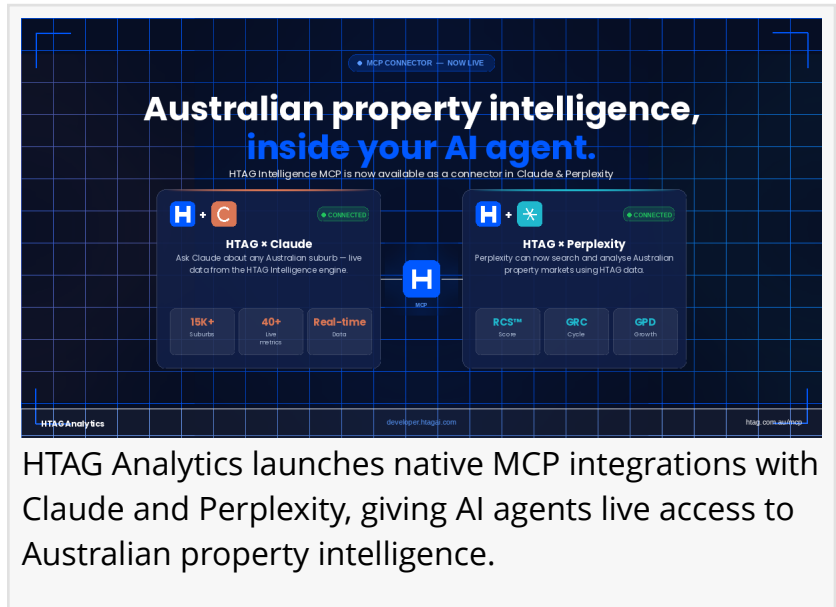 MCP CONNECTOR — NOW LIVE
Australian property intelligence,
inside your AI agent.
HTAG Intelligence MCP is now available as a connector in Claude & Perplexity
H + C
CONNECTED
HTAG × Claude
Ask Claude about any Australian suburb — live
data from the HTAG Intelligence engine.
15K+
Suburbs
40+
Live
metrics
Real-time
Data
H
MCP
H +
CONNECTED
HTAG × Perplexity
Perplexity can now search and analyse Australian
property markets using HTAG data.
RCS™
Score
GRC
Cycle
GPD
Growth
HTAG Analytics
developer.htagai.com
htag.com.au/mcp
HTAG Analytics launches native MCP integrations with
Claude and Perplexity, giving AI agents live access to
Australian property intelligence.